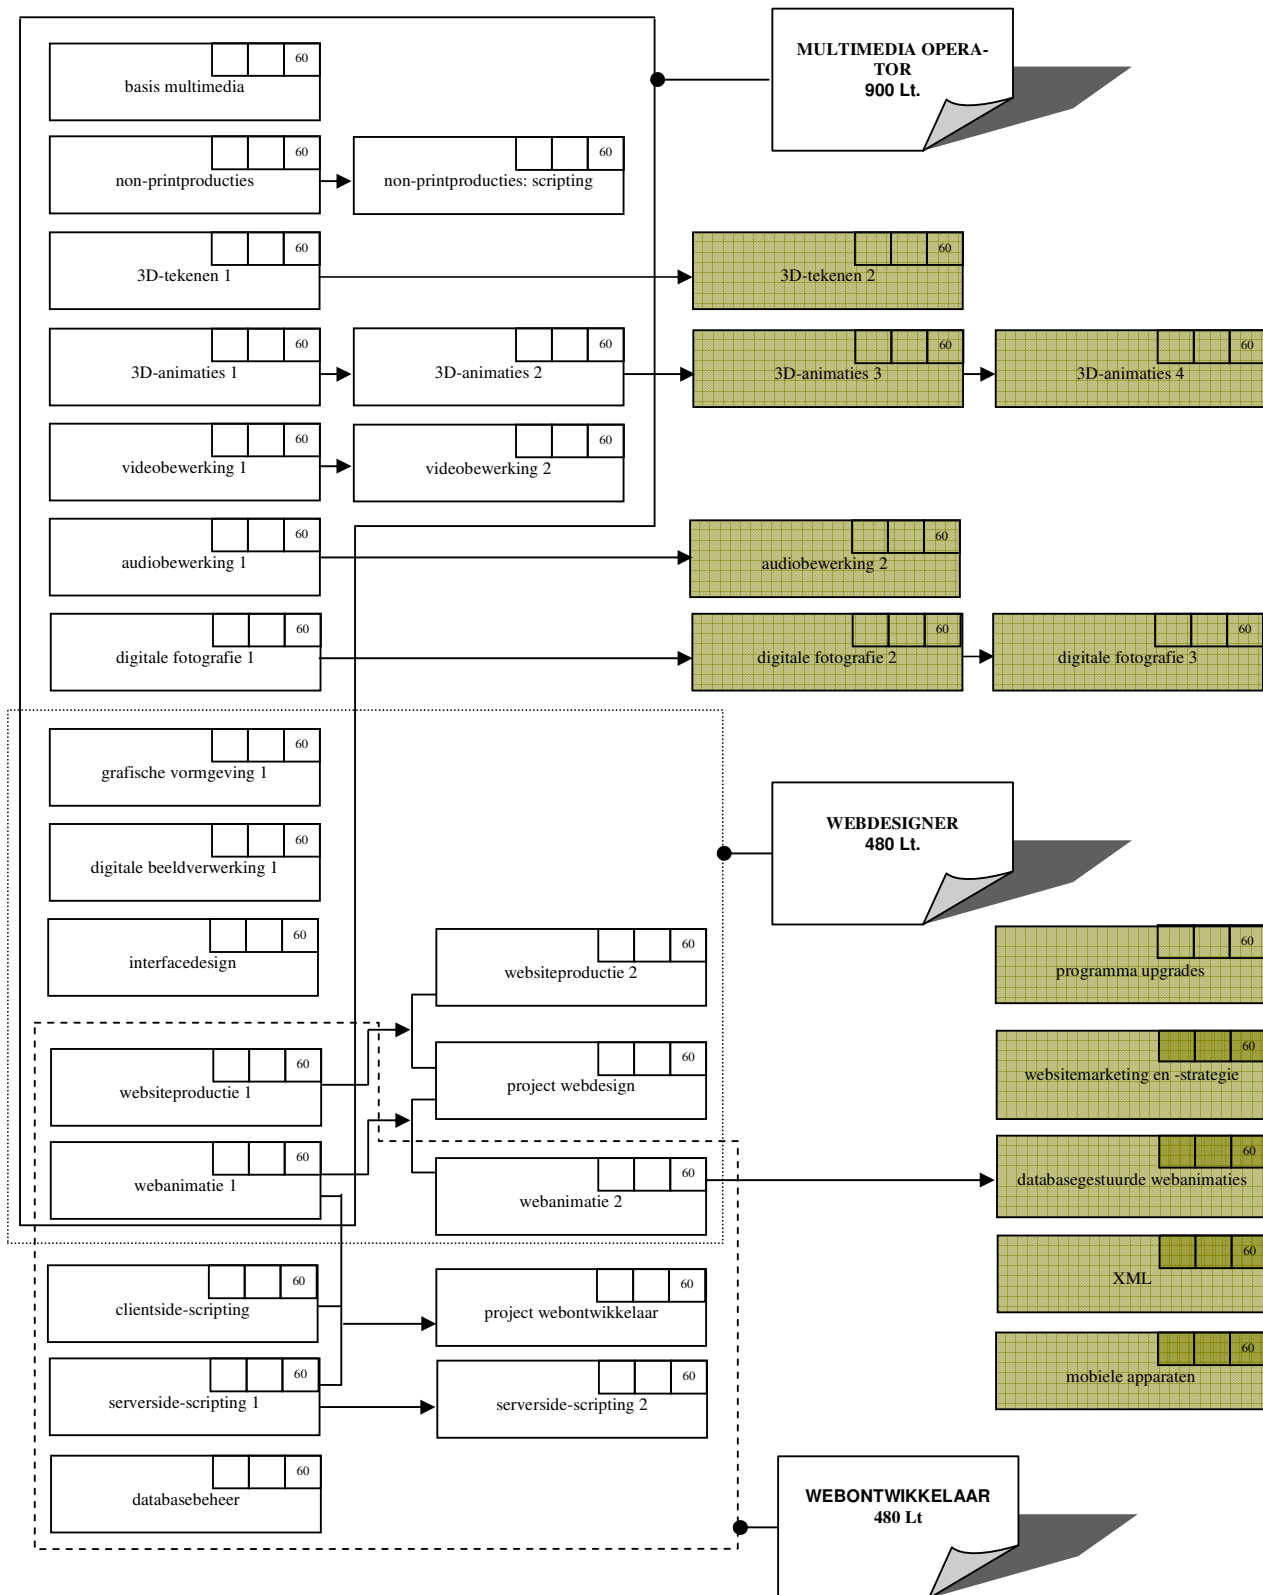 60
basis multimedia
MULTIMEDIA OPERA-
TOR
900 Lt.
60
non-printproducties
60
non-printproducties: scripting
60
3D-tekenen 1
60
3D-tekenen 2
60
3D-animaties 1
60
3D-animaties 2
60
3D-animaties 3
60
3D-animaties 4
60
videobewerking 1
60
videobewerking 2
60
audiobewerking 1
60
audiobewerking 2
60
digitale fotografie 1
60
digitale fotografie 2
60
digitale fotografie 3
60
grafische vormgeving 1
WEBDESIGNER
480 Lt.
60
digitale beeldverwerking 1
60
interfacedesign
60
websiteproductie 2
60
programma upgrades
60
websiteproductie 1
60
project webdesign
60
websitemarketing en -strategie
60
webanimatie 1
60
webanimatie 2
60
databasegestuurde webanimaties
60
clientside-scripting
60
project webontwikkelaar
60
XML
60
serverside-scripting 1
60
serverside-scripting 2
60
mobiele apparaten
60
databasebeheer
WEBONTWIKKELAAR
480 Lt